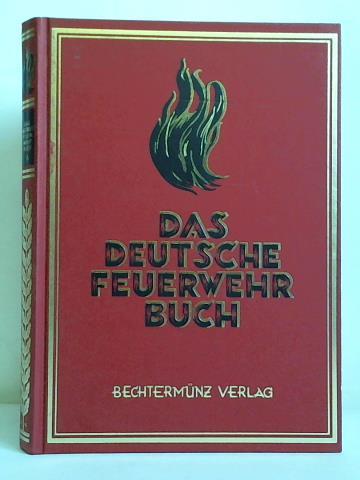 DAS
DEUTSCHE
FEUERWEHR
BUCH
BECHTERMÜNZ VERLAG